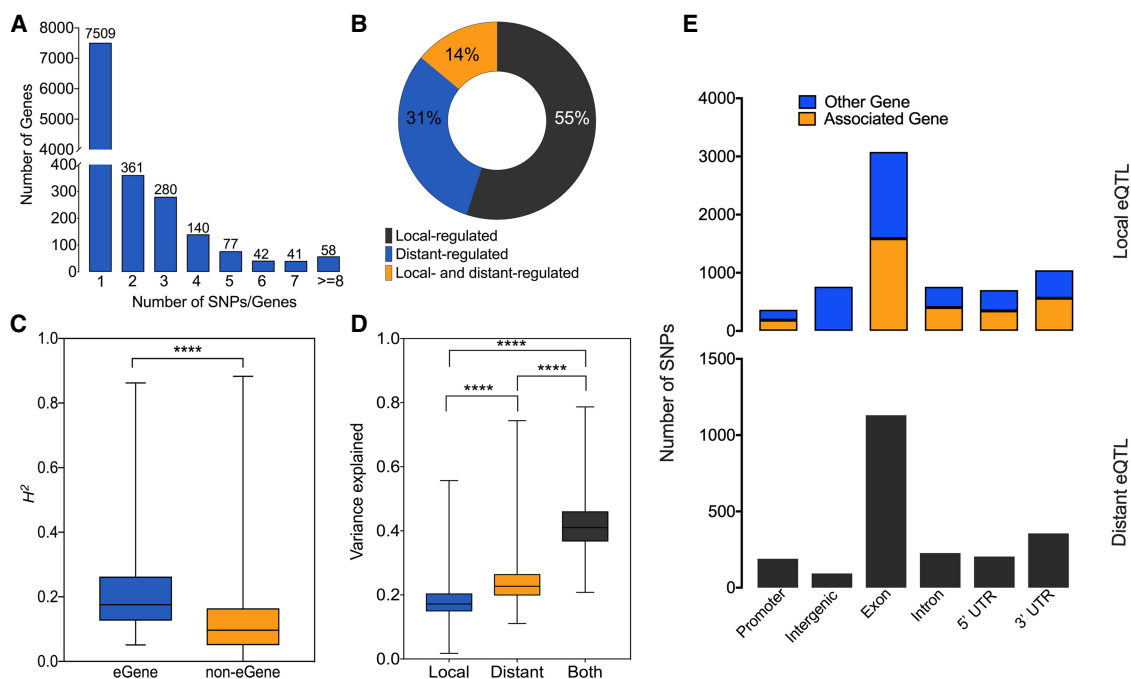 A
8000
7000
6000
5000
4000
400
300
200
100
0
Number of Genes
7509
361
280
140
77
42
41
58
1 2 3 4 5 6 7 >=8
Number of SNPs/Genes
B
14%
31%
55%
Local-regulated
Distant-regulated
Local- and distant-regulated
C
1.0
0.8
0.6
0.4
0.2
0.0
H²
****
eGene non-eGene
D
1.0
0.8
0.6
0.4
0.2
0.0
Variance explained
****
****
****
Local Distant Both
E
Other Gene
Associated Gene
4000
3000
2000
1000
0
Local eQTL
Number of SNPs
1500
1000
500
0
Distant eQTL
Promoter
Intergenic
Exon
Intron
5' UTR
3' UTR